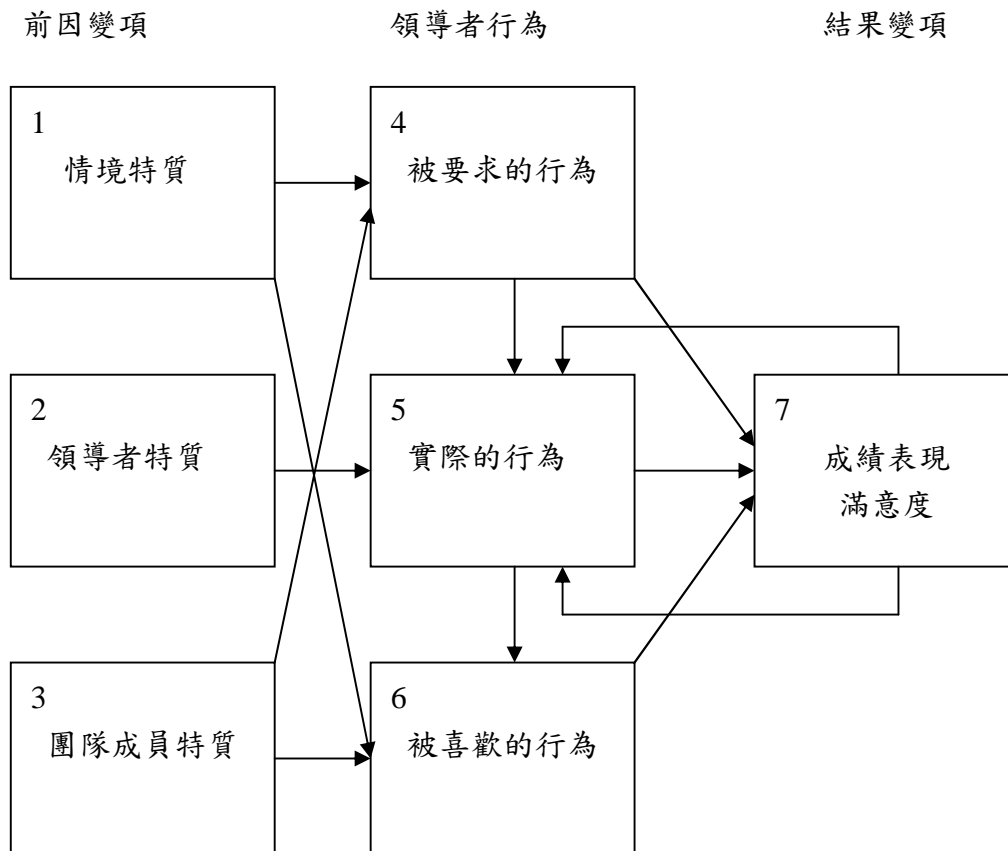 前因變項
領導者行為
結果變項
1
情境特質
4
被要求的行為
2
領導者特質
5
實際的行為
7
成績表現
滿意度
3
團隊成員特質
6
被喜歡的行為